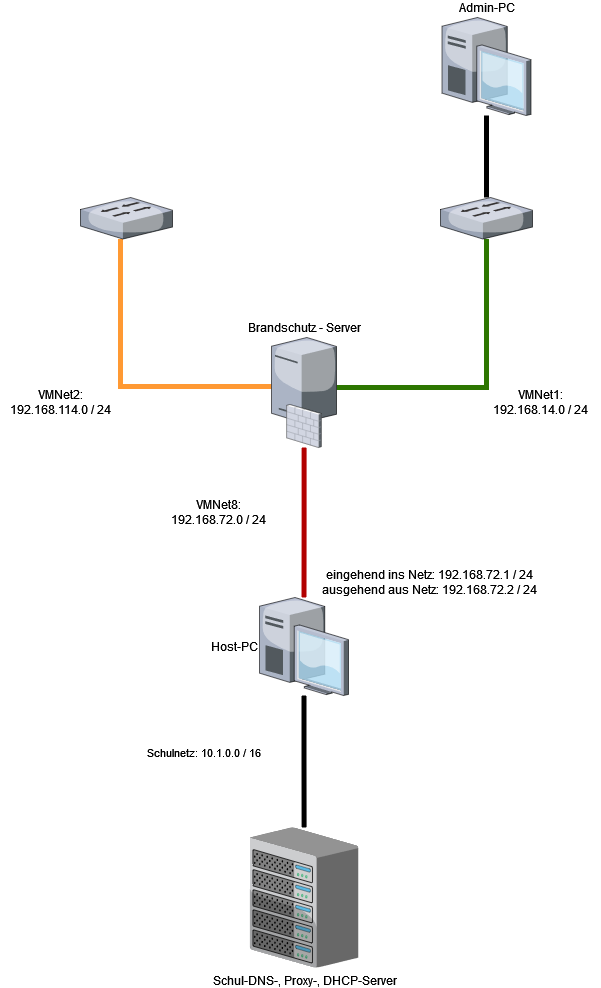 Admin-PC
Brandschutz - Server
VMNet2:
192.168.114.0 / 24
VMNet1:
192.168.14.0 / 24
VMNet8:
192.168.72.0 / 24
eingehend ins Netz: 192.168.72.1 / 24
ausgehend aus Netz: 192.168.72.2 / 24
Host-PC
Schulnetz: 10.1.0.0 / 16
Schul-DNS-, Proxy-, DHCP-Server